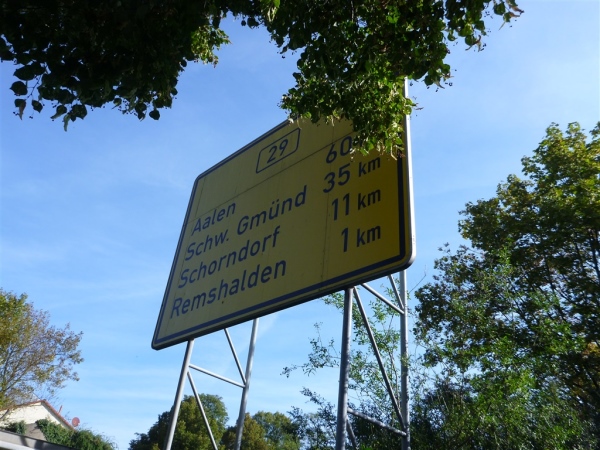 29
Aalen 60
Schw. Gmünd 35 km
Schorndorf 11 km
Remshalden 1 km